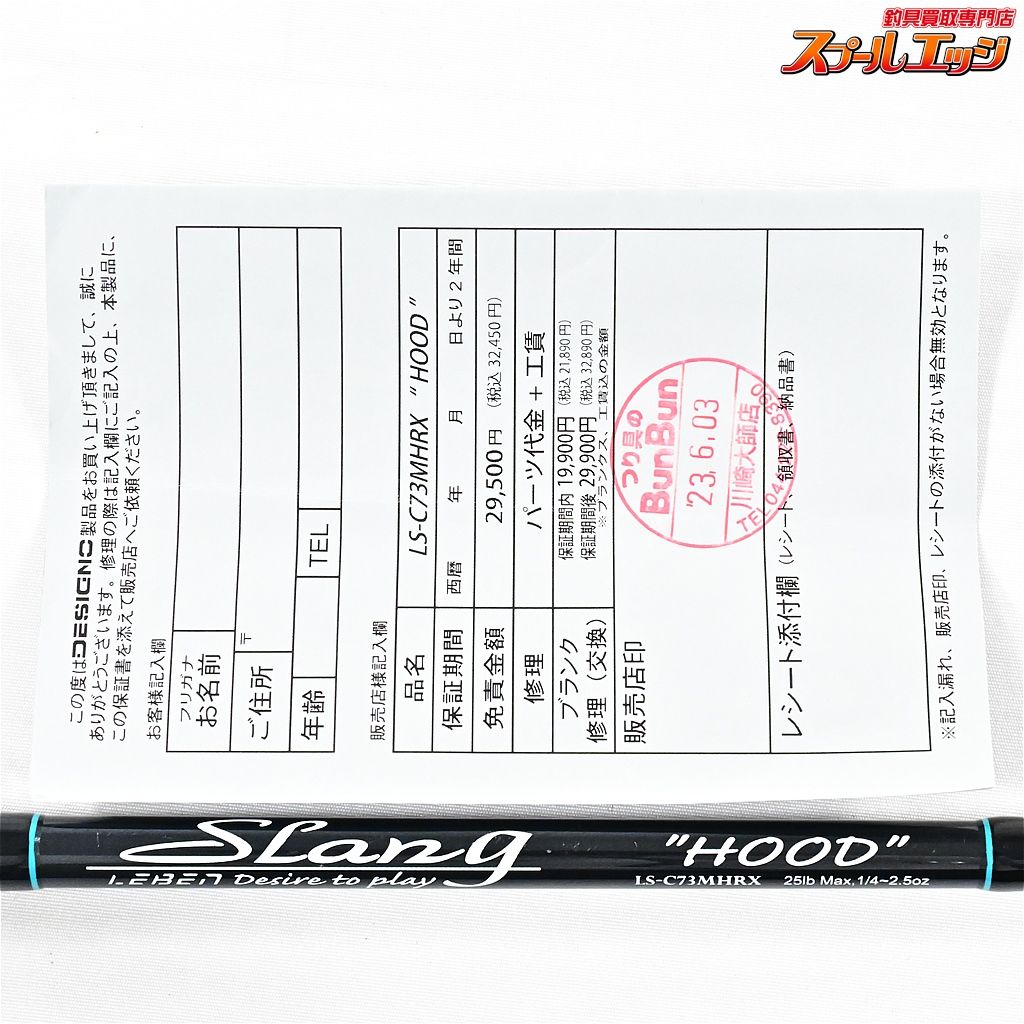 釣具買取専門店
スプールエッジ
この度はDESIGNO製品をお買い上げ頂きまして、誠に
ありがとうございます。修理の際は記入欄にご記入の上、本製品に、
この保証書を添えて販売店へご依頼ください。
お客様記入欄
フリガナ
お名前
ご住所 〒
年齢 TEL
販売店様記入欄
品名 LS-C73MHRX “HOOD”
保証期間 西暦 年 月 日より2年間
免責金額 29,500円（税込 32,450円）
修理 パーツ代金 + 工賃
ブランク 保証期間内 19,900円（税込 21,890円）
修理（交換） 保証期間後 29,900円（税込 32,890円）
※ブランクス、工賃込の金額
販売店印
つり具の
BunBun
'23.6.03
川崎大師店
レシート添付欄（レシート、領収書、納品書）
※記入漏れ、販売店印、レシートの添付がない場合無効となります。
SLang "HOOD"
LEBEN Desire to play LS-C73MHRX 25lb Max,1/4~2.5oz